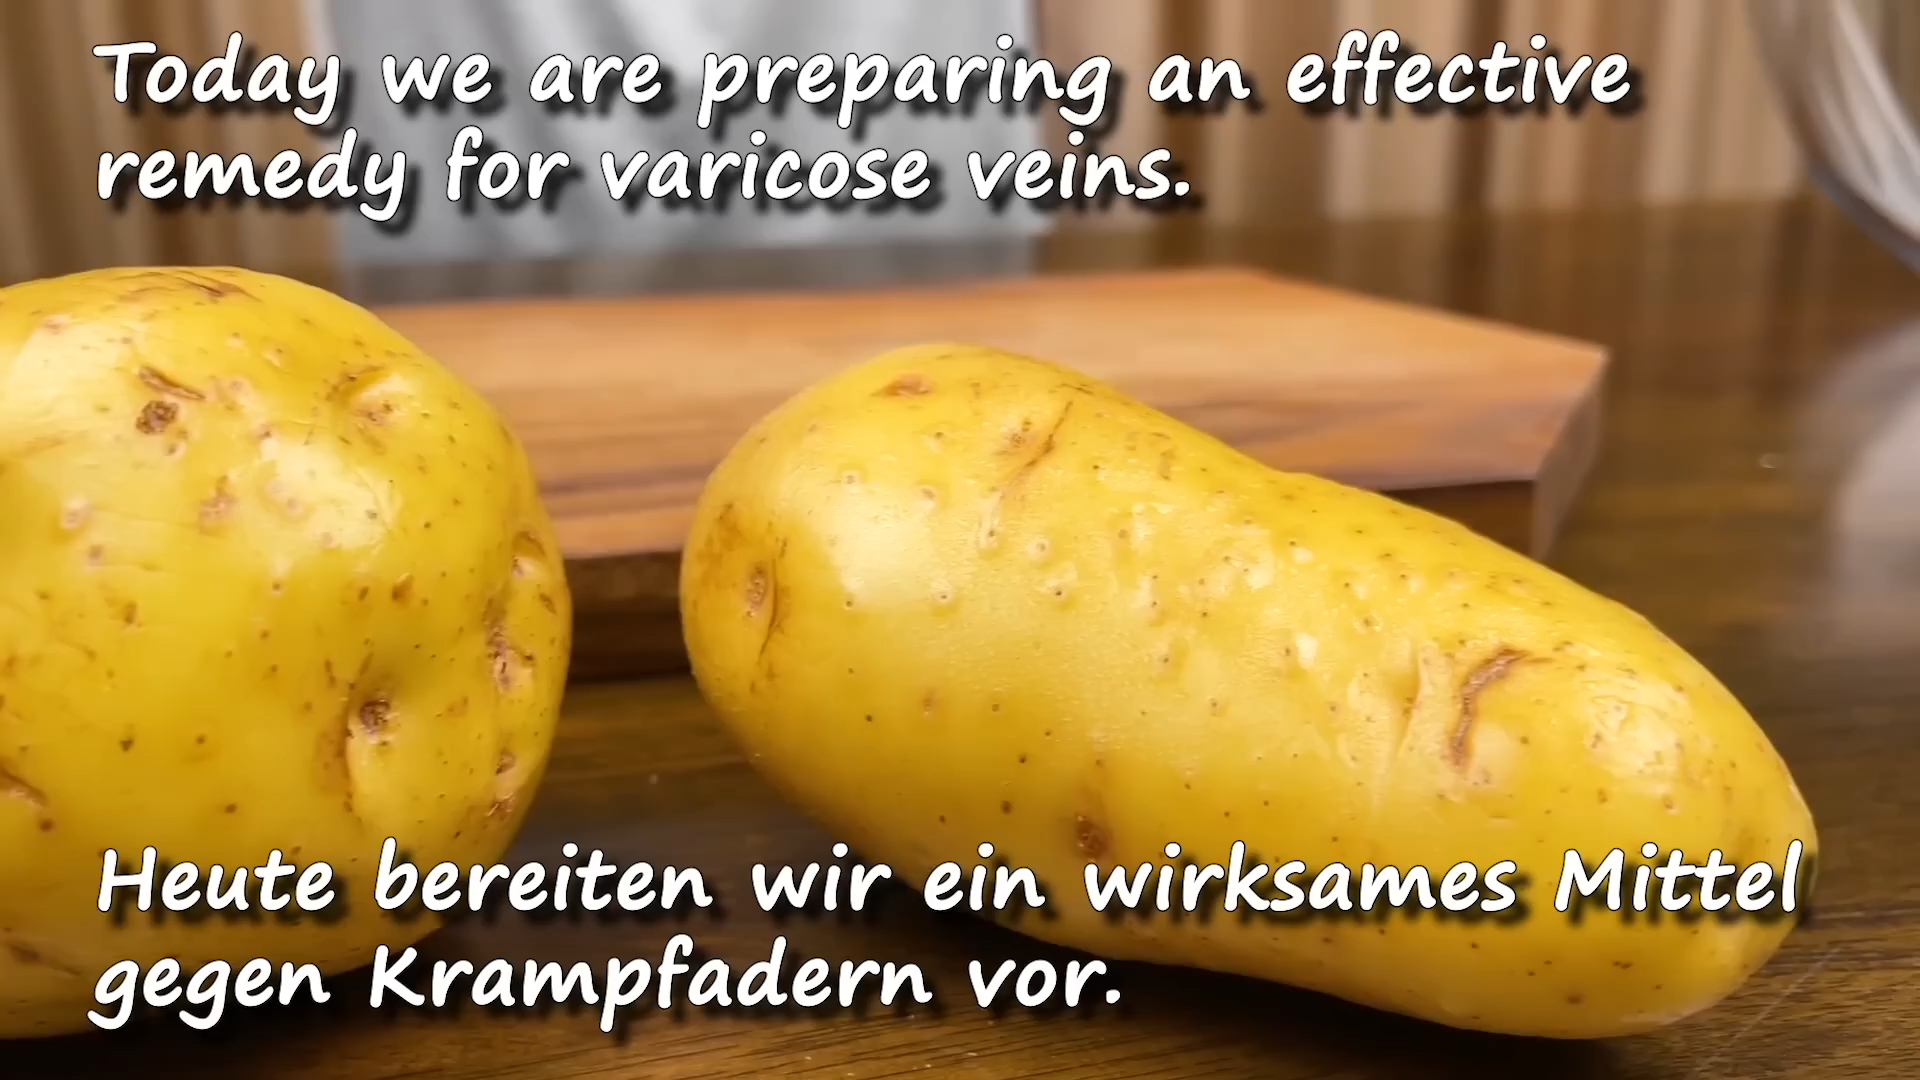 Today we are preparing an effective
remedy for varicose veins.
Heute bereiten wir ein wirksames Mittel
gegen Krampfadern vor.